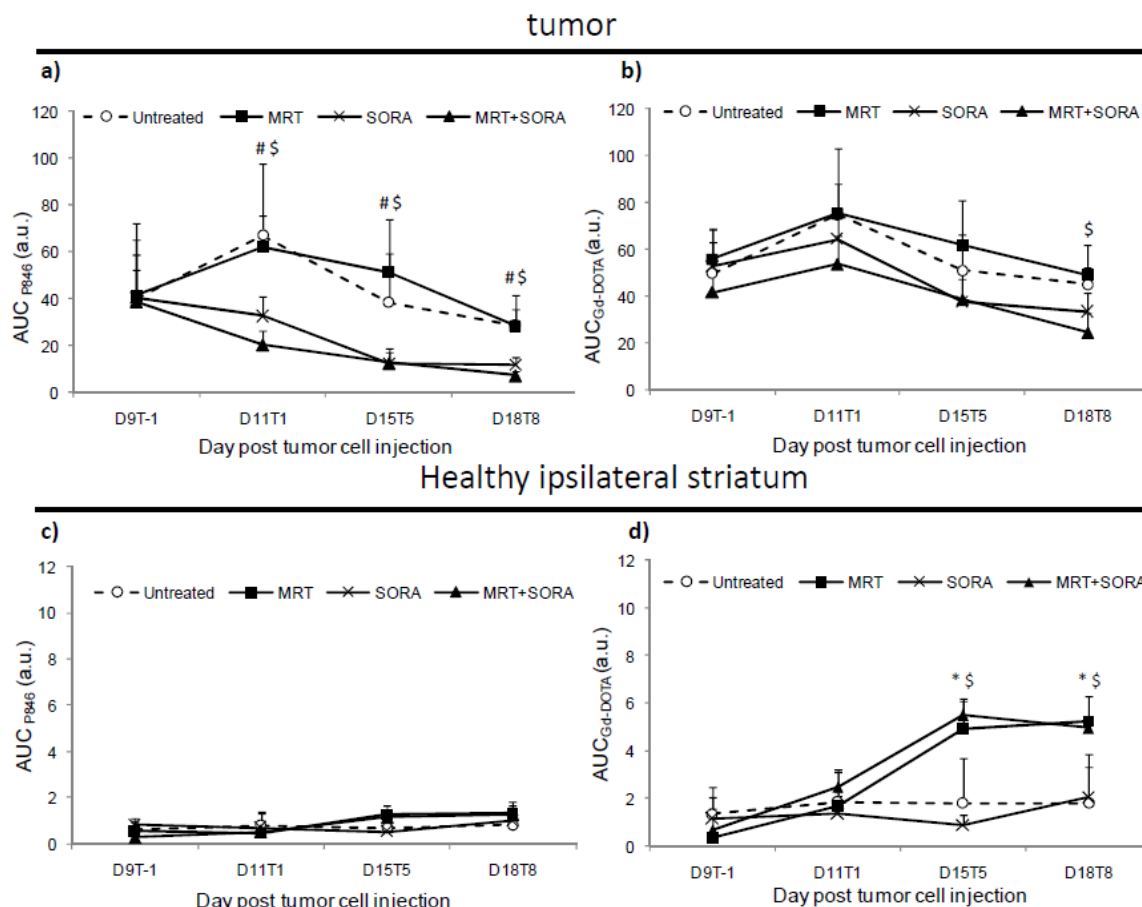 tumor
a)
120
100
80
60
40
20
0
AUC P846 (a.u.)
Untreated MRT SORA MRT+SORA
# $
# $
# $
D9T-1 D11T1 D15T5 D18T8
Day post tumor cell injection
b)
120
100
80
60
40
20
0
AUC Gd-DOTA (a.u.)
Untreated MRT SORA MRT+SORA
$
D9T-1 D11T1 D15T5 D18T8
Day post tumor cell injection
Healthy ipsilateral striatum
c)
12
10
8
6
4
2
0
AUC P846 (a.u.)
Untreated MRT SORA MRT+SORA
D9T-1 D11T1 D15T5 D18T8
Day post tumor cell injection
d)
12
10
8
6
4
2
0
AUC Gd-DOTA (a.u.)
Untreated MRT SORA MRT+SORA
* $
* $
D9T-1 D11T1 D15T5 D18T8
Day post tumor cell injection